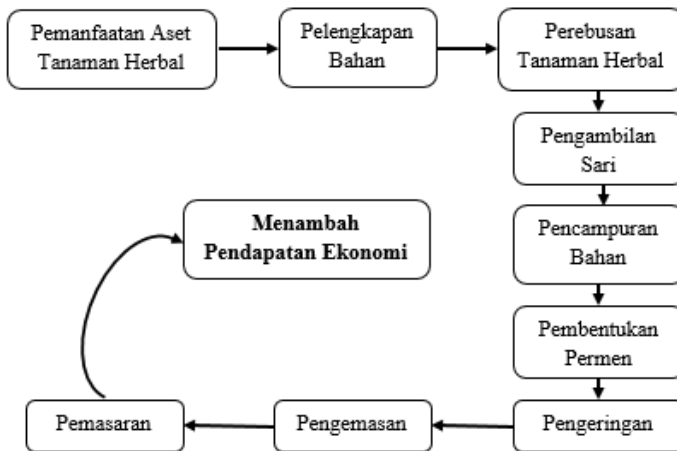 Pemanfaatan Aset
Tanaman Herbal
Pelengkapan
Bahan
Perebusan
Tanaman Herbal
Pengambilan
Sari
Pencampuran
Bahan
Pembentukan
Permen
Pengeringan
Pengemasan
Pemasaran
Menambah
Pendapatan Ekonomi